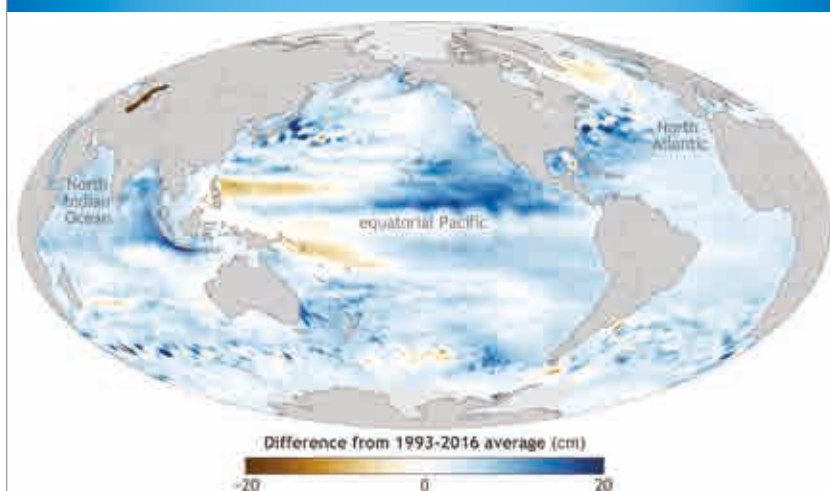 North
Atlantic
North
Indian
Ocean
equatorial Pacific
Difference from 1993-2016 average (cm)
-20 0 20